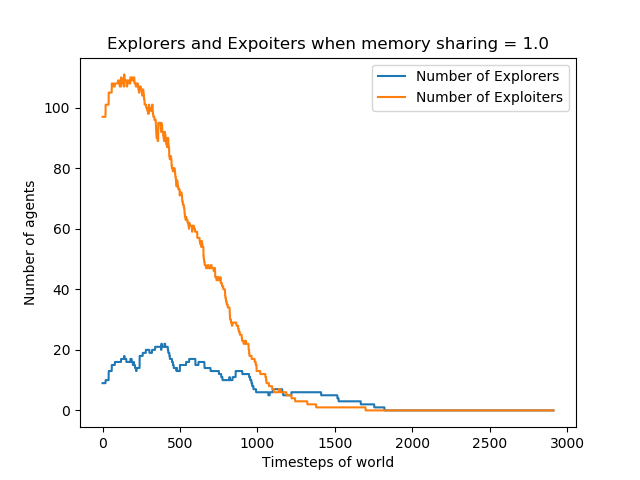 Explorers and Expoiters when memory sharing = 1.0
Number of Explorers
Number of Exploiters
Number of agents
100
80
60
40
20
0
0 500 1000 1500 2000 2500 3000
Timesteps of world